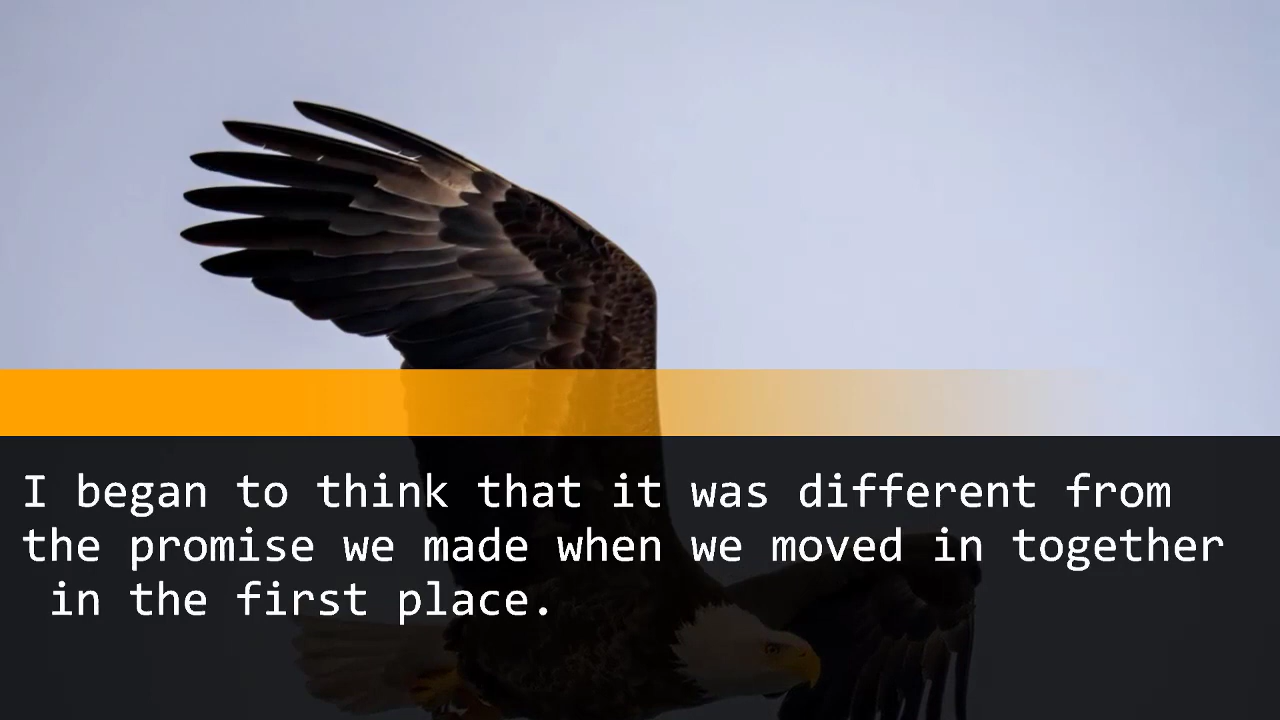 I began to think that it was different from
the promise we made when we moved in together
in the first place.